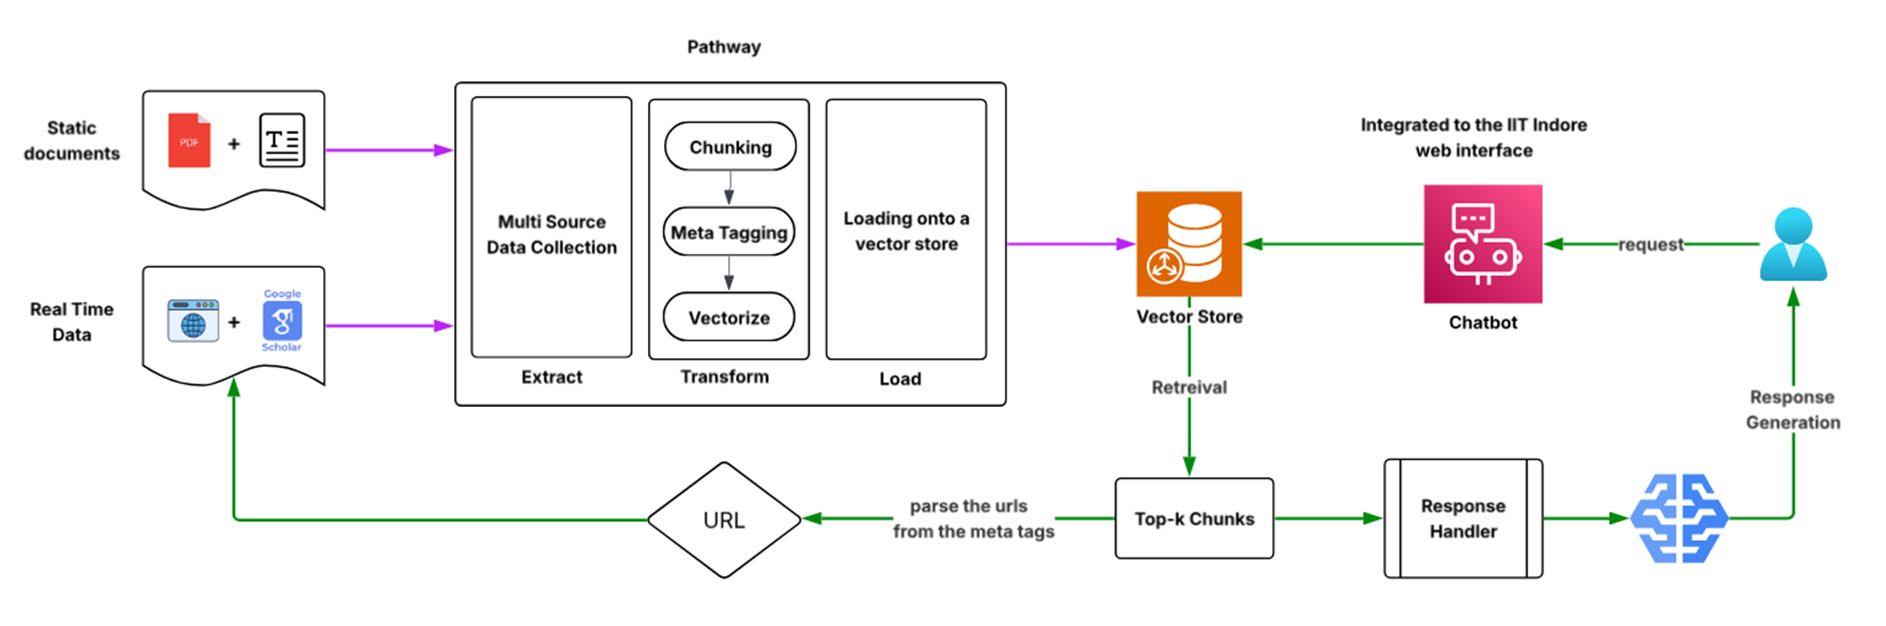 Pathway
Static
documents
PDF
+
T
Real Time
Data
+
Google
Scholar
Multi Source
Data Collection
Extract
Chunking
Meta Tagging
Vectorize
Transform
Loading onto a
vector store
Load
Vector Store
Integrated to the IIT Indore
web interface
Chatbot
request
Retreival
Response
Generation
URL
parse the urls
from the meta tags
Top-k Chunks
Response
Handler